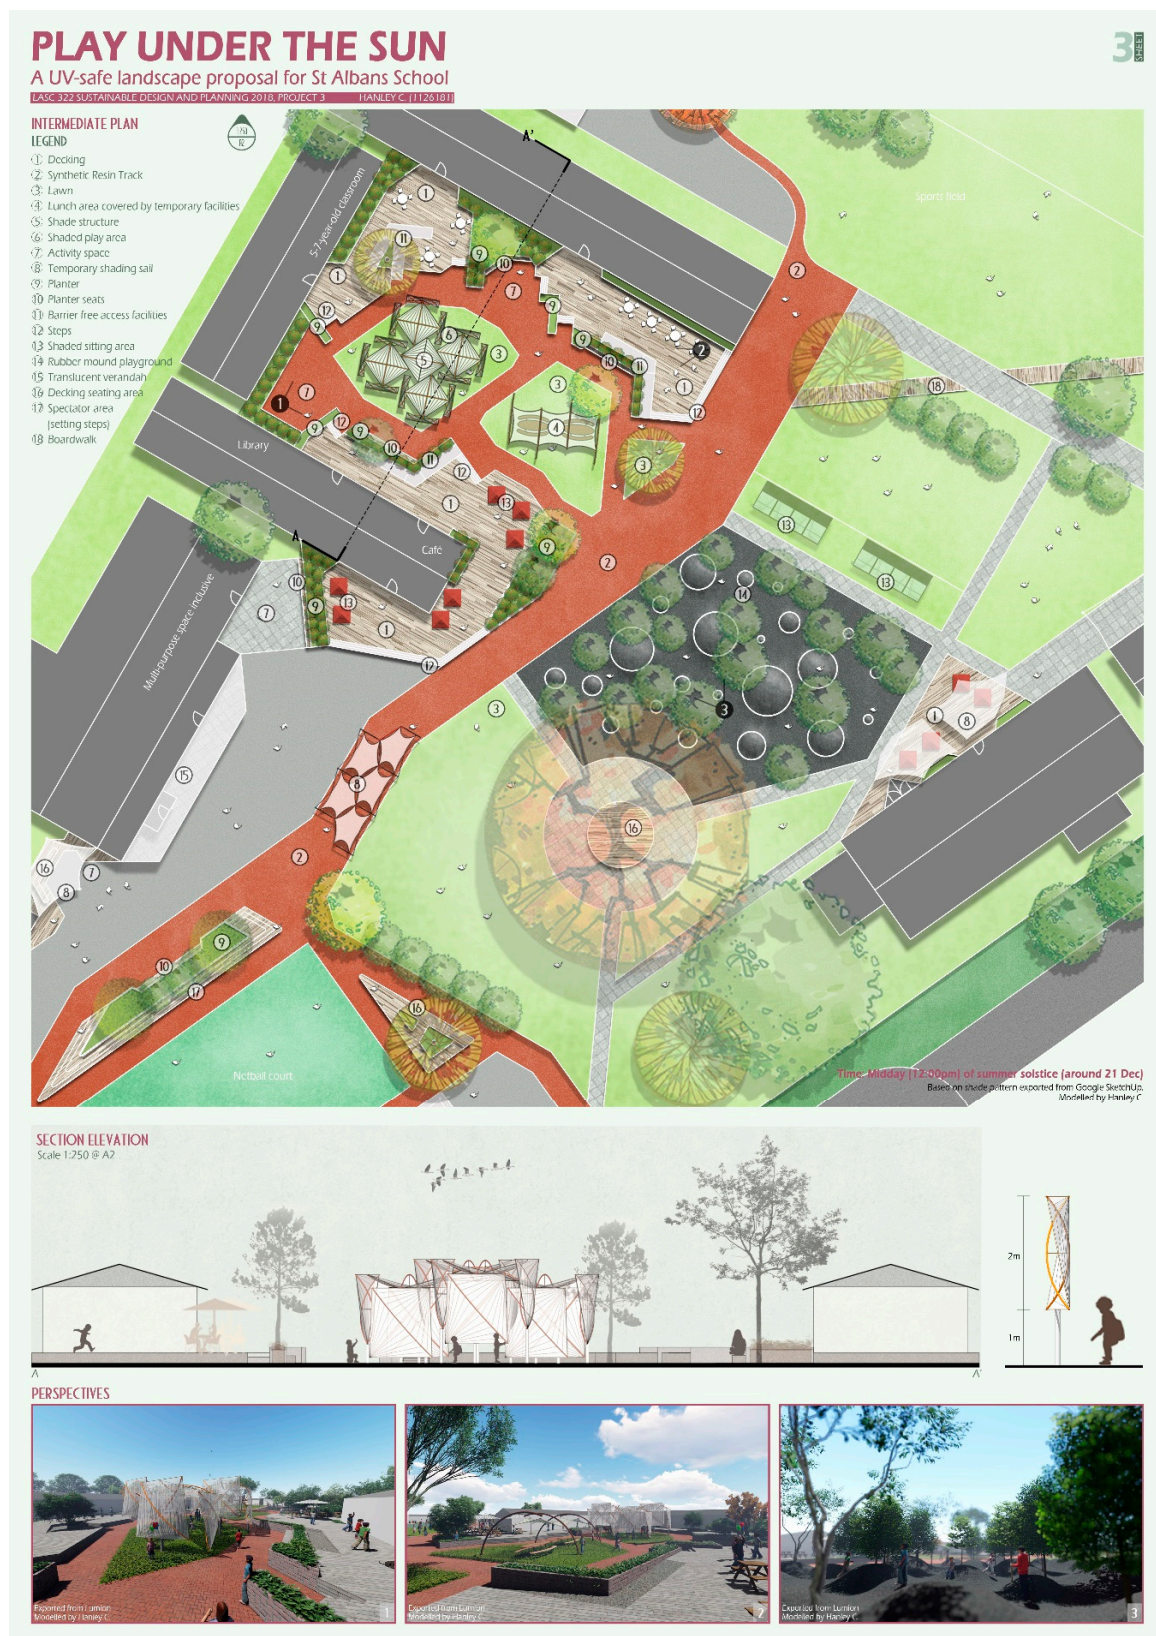 PLAY UNDER THE SUN
A UV-safe landscape proposal for St Albans School
LASC 322 SUSTAINABLE DESIGN AND PLANNING 2018, PROJECT 3 HANLEY C. (1126181)
3 SHEET
INTERMEDIATE PLAN
LEGEND
1 Decking
2 Synthetic Resin Track
3 Lawn
4 Lunch area covered by temporary facilities
5 Shade structure
6 Shaded play area
7 Activity space
8 Temporary shading sail
9 Planter
10 Planter seats
11 Barrier free access facilities
12 Steps
13 Shaded sitting area
14 Rubber mound playground
15 Translucent verandah
16 Decking seating area
17 Spectator area
(setting steps)
18 Boardwalk
A'
5-7-year-old classroom
Sports field
Library
A
Café
Multi-purpose space inclusive
Netball court
Time: Midday (12:00pm) of summer solstice (around 21 Dec)
Based on shade pattern exported from Google SketchUp.
Modelled by Hanley C.
SECTION ELEVATION
Scale 1:250 @ A2
2m
1m
A
A'
PERSPECTIVES
Exported from Lumion
Modelled by Hanley C.
1
Exported from Lumion
Modelled by Hanley C.
2
Exported from Lumion
Modelled by Hanley C.
3